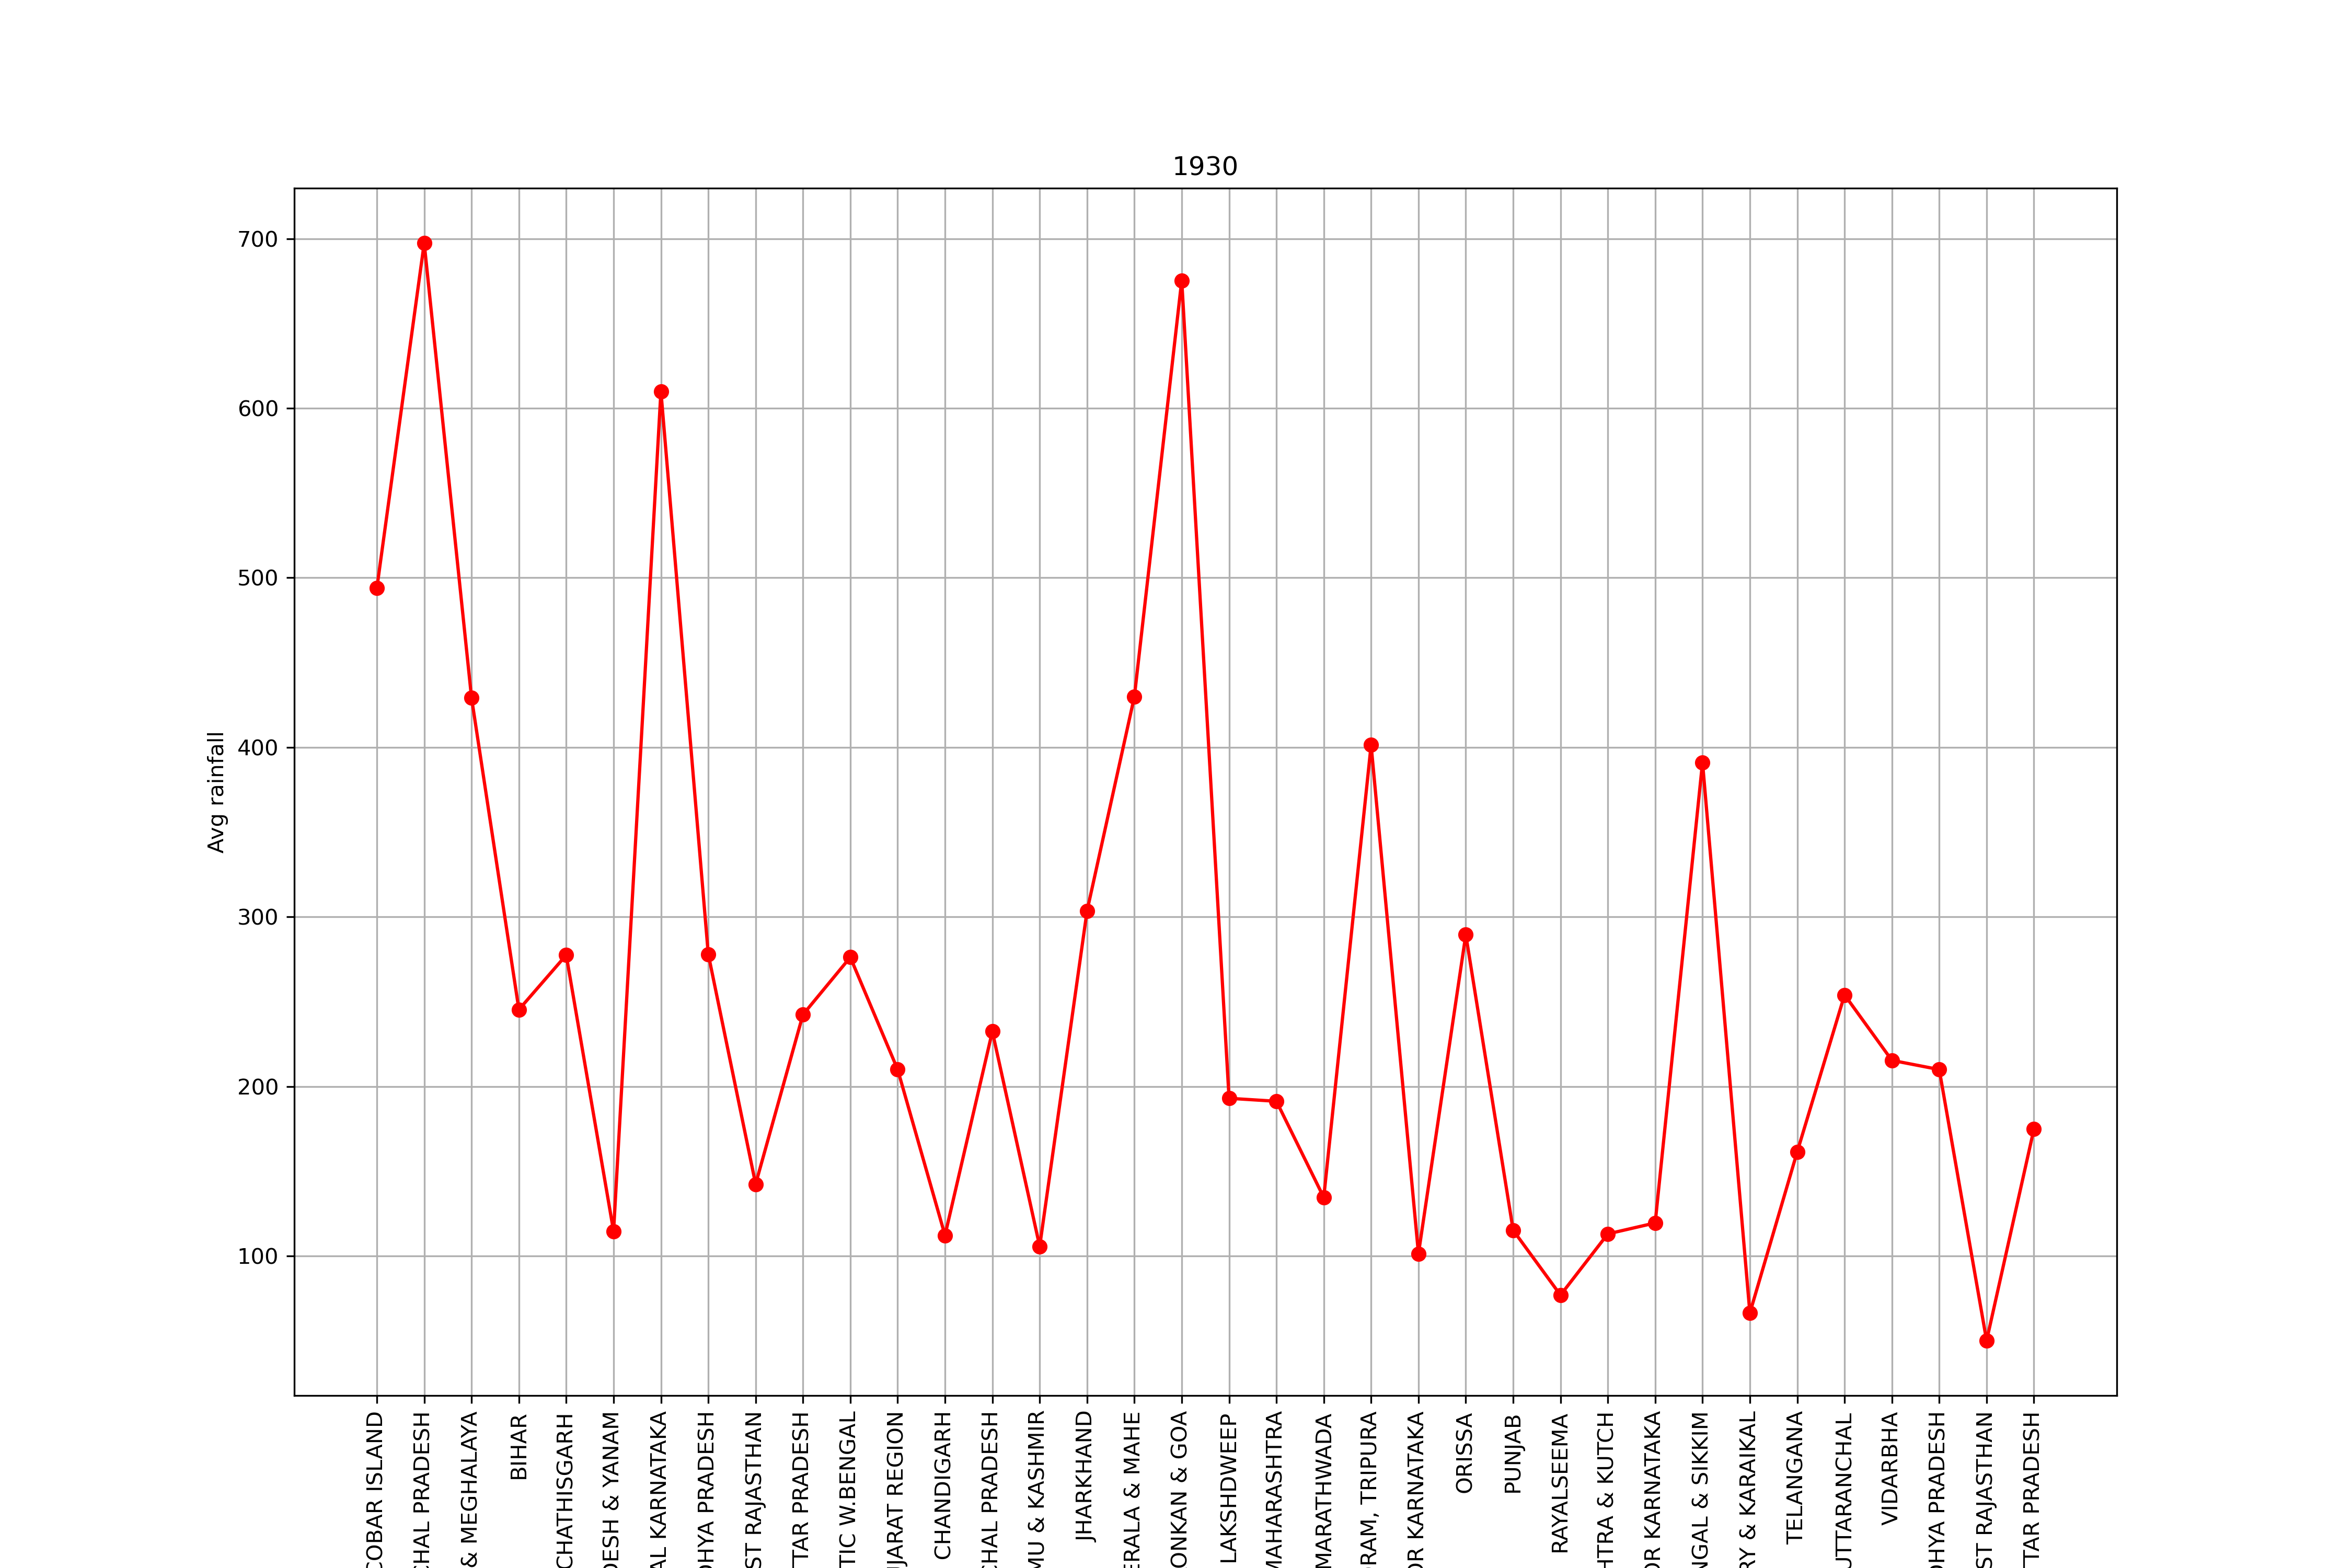 1930
Avg rainfall
700
600
500
400
300
200
100
COBAR ISLAND
CHAL PRADESH
& MEGHALAYA
BIHAR
CHATHISGARH
DESH & YANAM
AL KARNATAKA
DHYA PRADESH
ST RAJASTHAN
TTAR PRADESH
TIC W.BENGAL
JARAT REGION
CHANDIGARH
CHAL PRADESH
MU & KASHMIR
JHARKHAND
ERALA & MAHE
ONKAN & GOA
LAKSHDWEEP
MAHARASHTRA
MARATHWADA
RAM, TRIPURA
OR KARNATAKA
ORISSA
PUNJAB
RAYALSEEMA
HTRA & KUTCH
OR KARNATAKA
NGAL & SIKKIM
RY & KARAIKAL
TELANGANA
UTTARANCHAL
VIDARBHA
DHYA PRADESH
ST RAJASTHAN
TTAR PRADESH